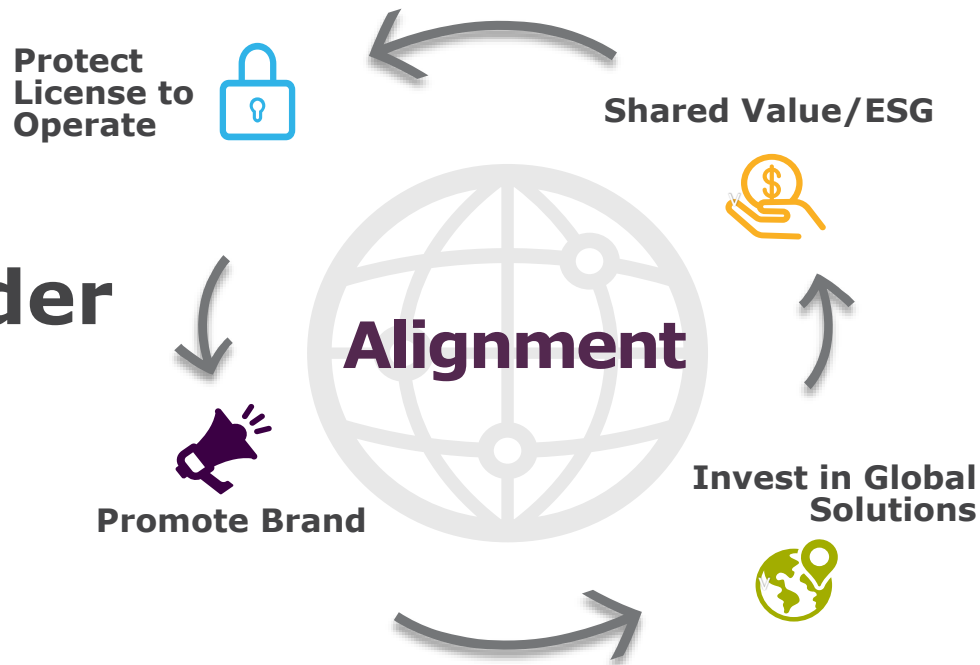 Protect
License to
Operate
Shared Value/ESG
$
der
Alignment
Invest in Global
Solutions
Promote Brand